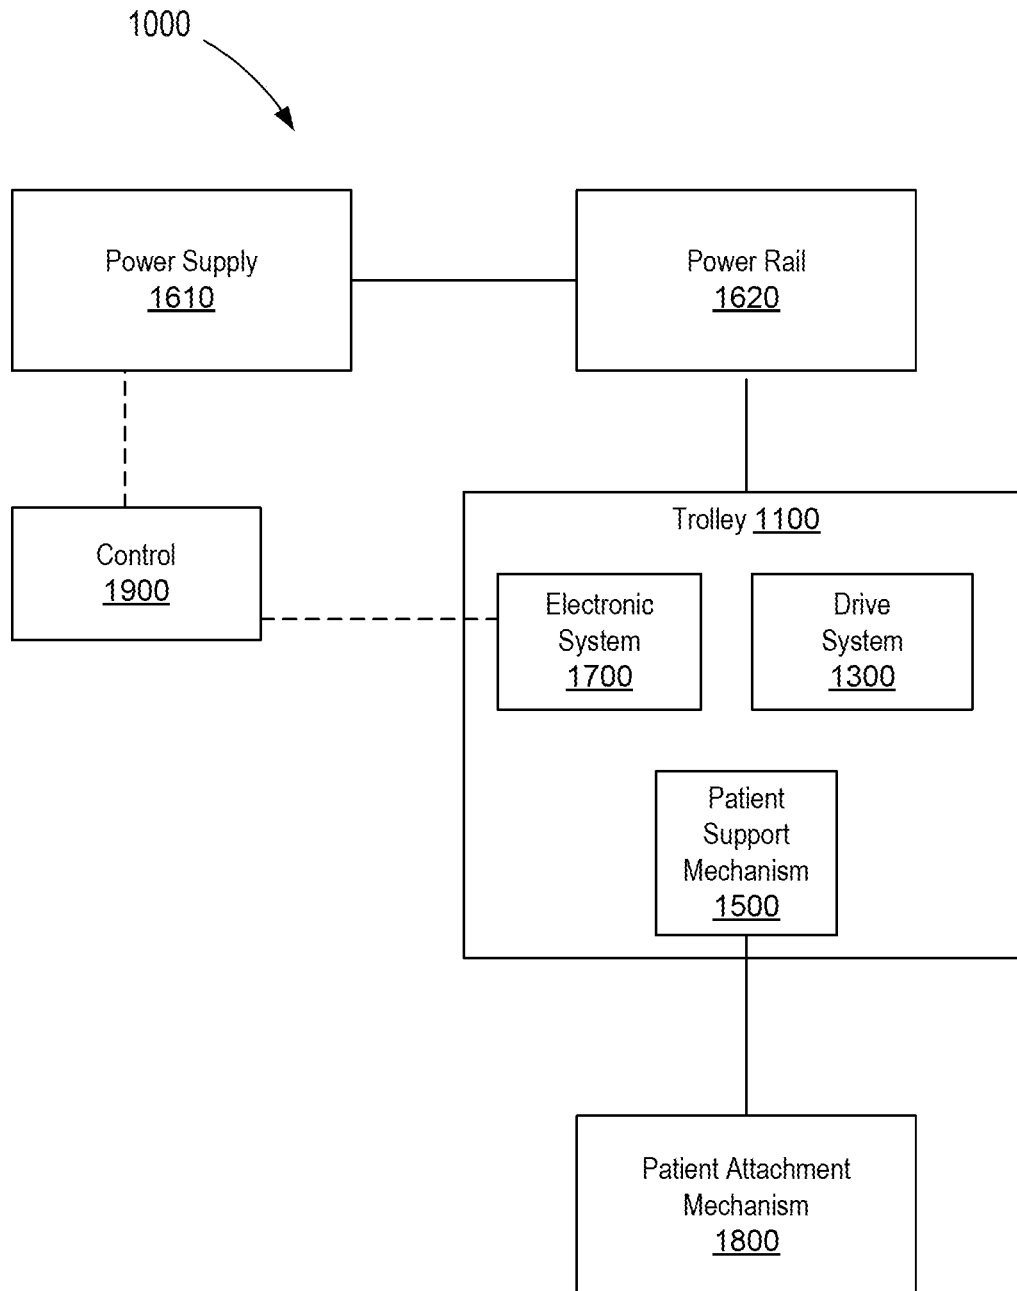 1000
Power Supply
1610
Power Rail
1620
Control
1900
Trolley 1100
Electronic
System
1700
Drive
System
1300
Patient
Support
Mechanism
1500
Patient Attachment
Mechanism
1800